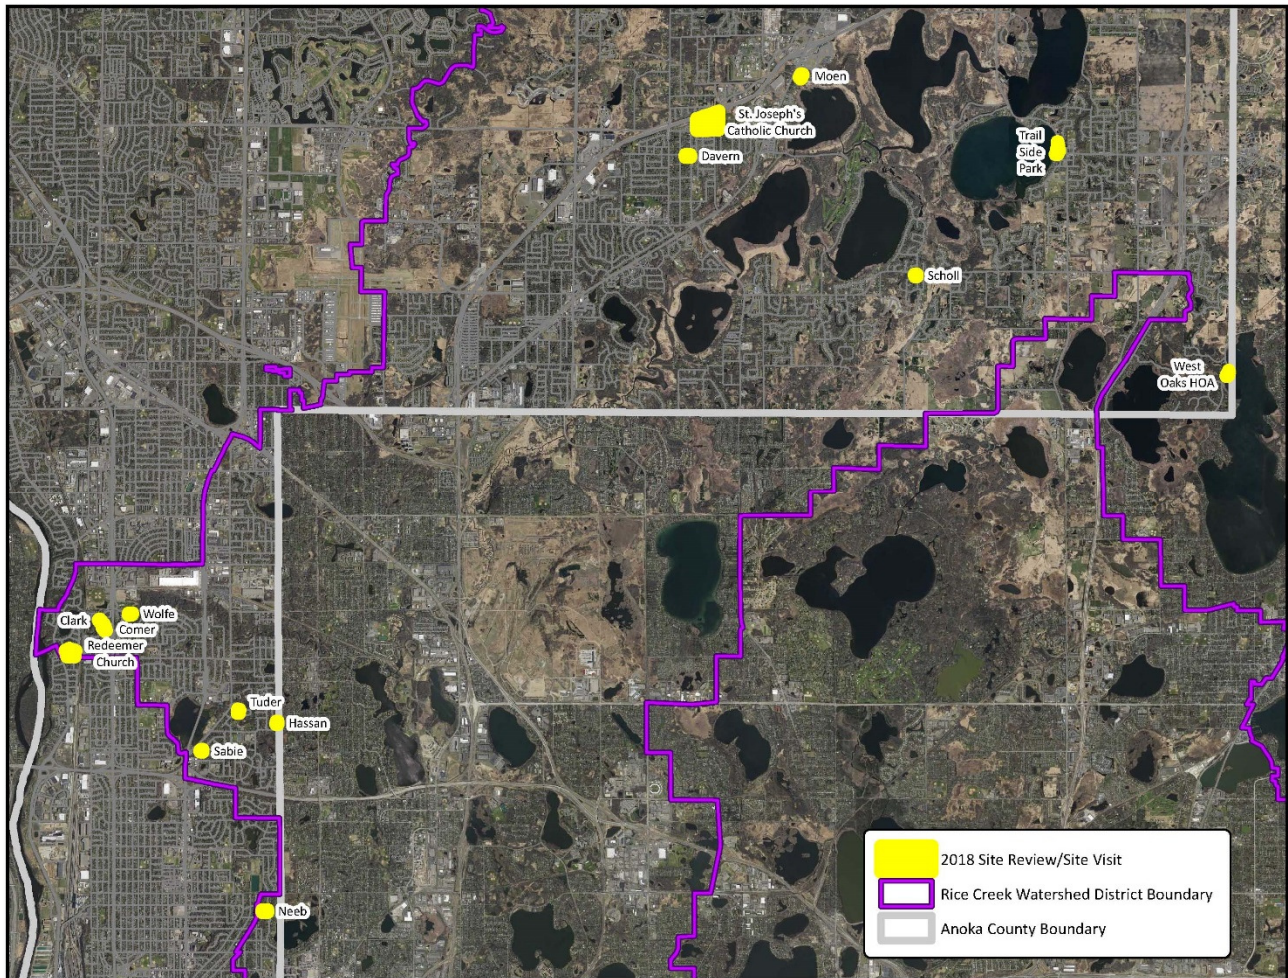 Moen
St. Joseph's
Catholic Church
Davern
Trail
Side
Park
Scholl
West
Oaks HOA
Clark
Wolfe
Comer
Redeemer
Church
Tuder
Hassan
Sabie
Neeb
2018 Site Review/Site Visit
Rice Creek Watershed District Boundary
Anoka County Boundary